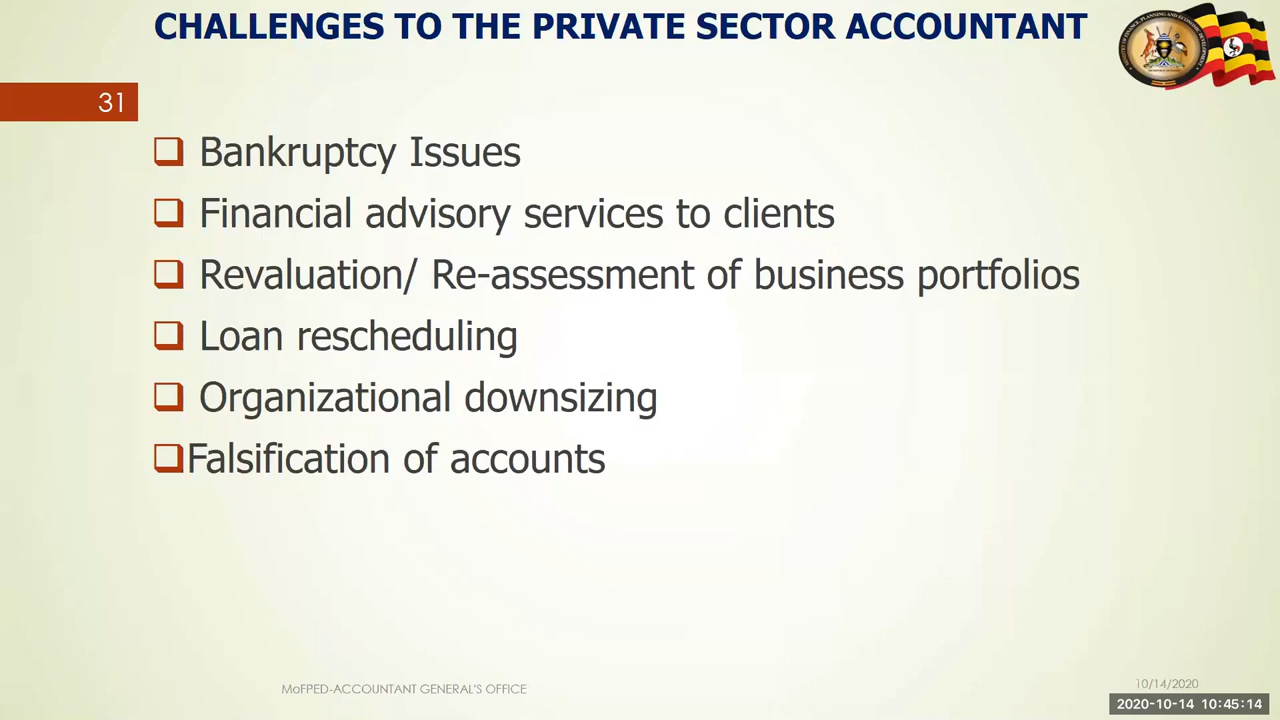 CHALLENGES TO THE PRIVATE SECTOR ACCOUNTANT
31
Bankruptcy Issues
Financial advisory services to clients
Revaluation/ Re-assessment of business portfolios
Loan rescheduling
Organizational downsizing
Falsification of accounts
MoFPED-ACCOUNTANT GENERAL'S OFFICE
10/14/2020
2020-10-14 10:45:14